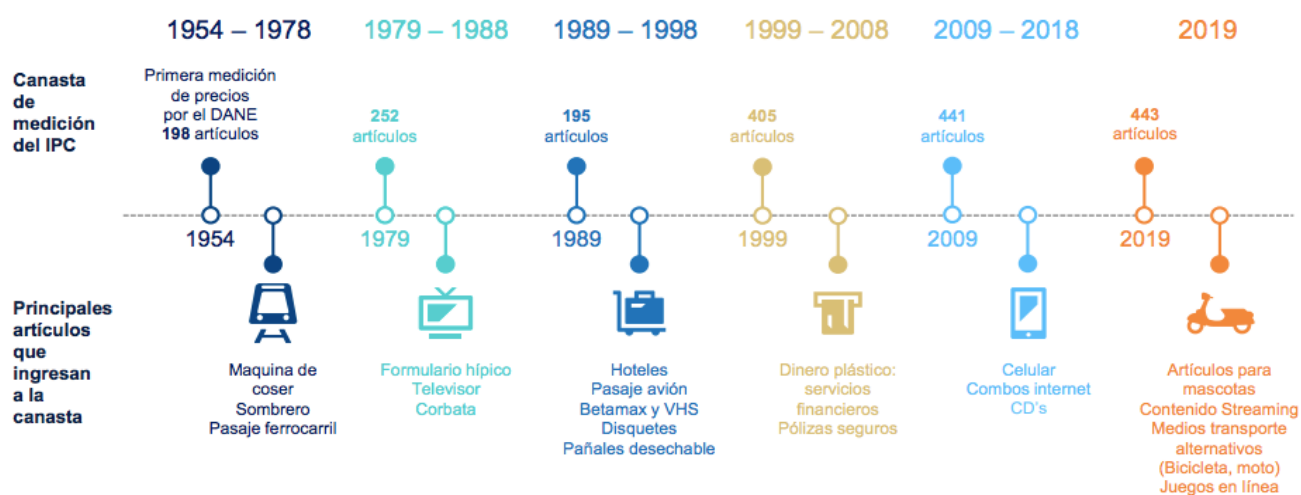 1954 – 1978
1979 – 1988
1989 – 1998
1999 – 2008
2009 – 2018
2019
Canasta
de
medición
del IPC
Primera medición
de precios
por el DANE
198 artículos
252
artículos
195
artículos
405
artículos
441
artículos
443
artículos
1954
1979
1989
1999
2009
2019
Principales
artículos
que
ingresan
a la
canasta
Maquina de
coser
Sombrero
Pasaje ferrocarril
Formulario hípico
Televisor
Corbata
Hoteles
Pasaje avión
Betamax y VHS
Disquetes
Pañales desechable
Dinero plástico:
servicios
financieros
Pólizas seguros
Celular
Combos internet
CD's
Artículos para
mascotas
Contenido Streaming
Medios transporte
alternativos
(Bicicleta, moto)
Juegos en línea